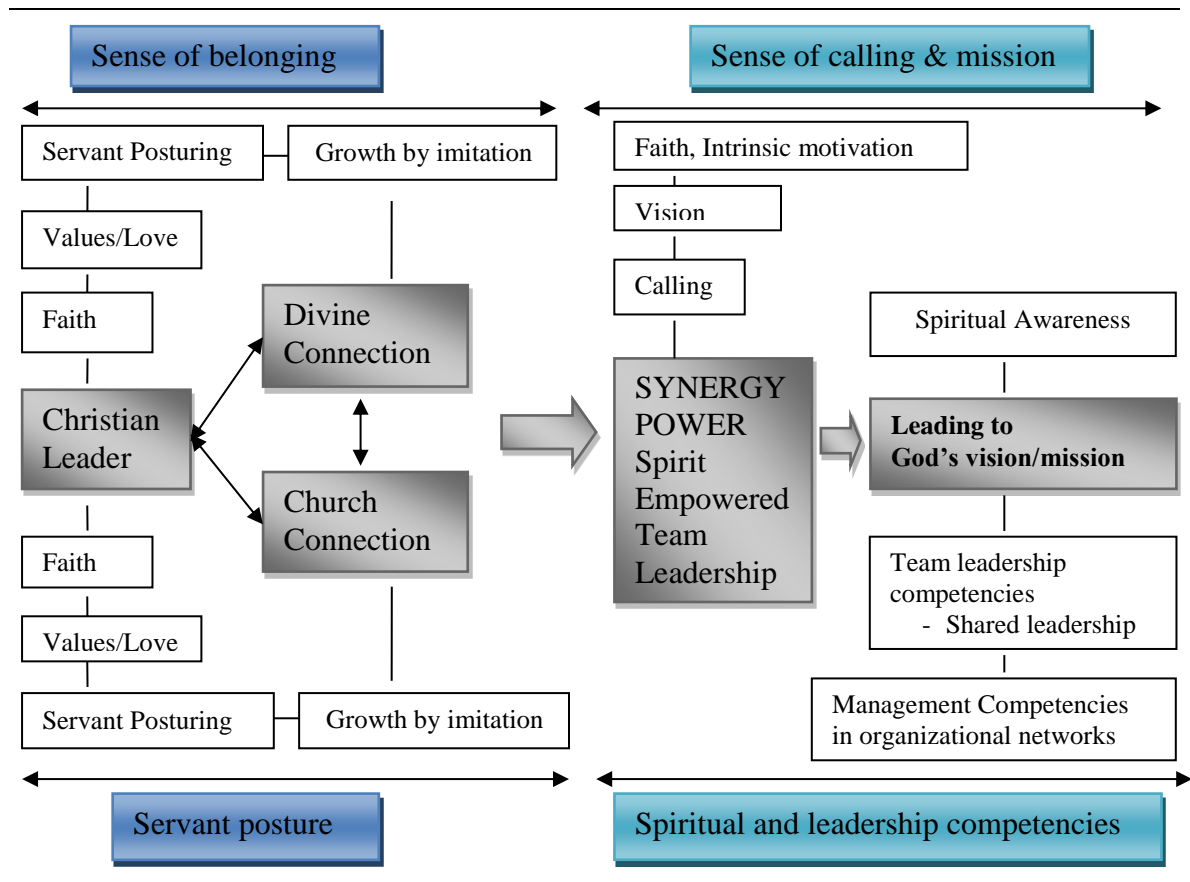 Sense of belonging
Sense of calling & mission
Servant Posturing
Growth by imitation
Faith, Intrinsic motivation
Values/Love
Vision
Faith
Divine
Connection
Calling
Spiritual Awareness
Christian
Leader
SYNERGY
POWER
Spirit
Empowered
Team
Leadership
Leading to
God’s vision/mission
Church
Connection
Faith
Team leadership
competencies
- Shared leadership
Values/Love
Servant Posturing
Growth by imitation
Management Competencies
in organizational networks
Servant posture
Spiritual and leadership competencies